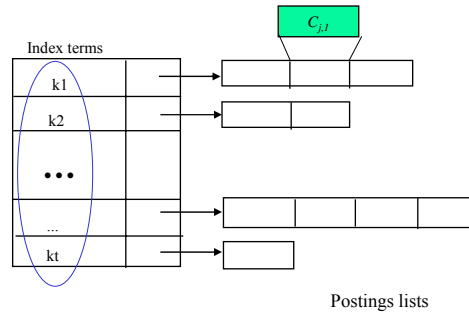 C_{j,1}
Index terms
k1
k2
•••
...
kt
Postings lists